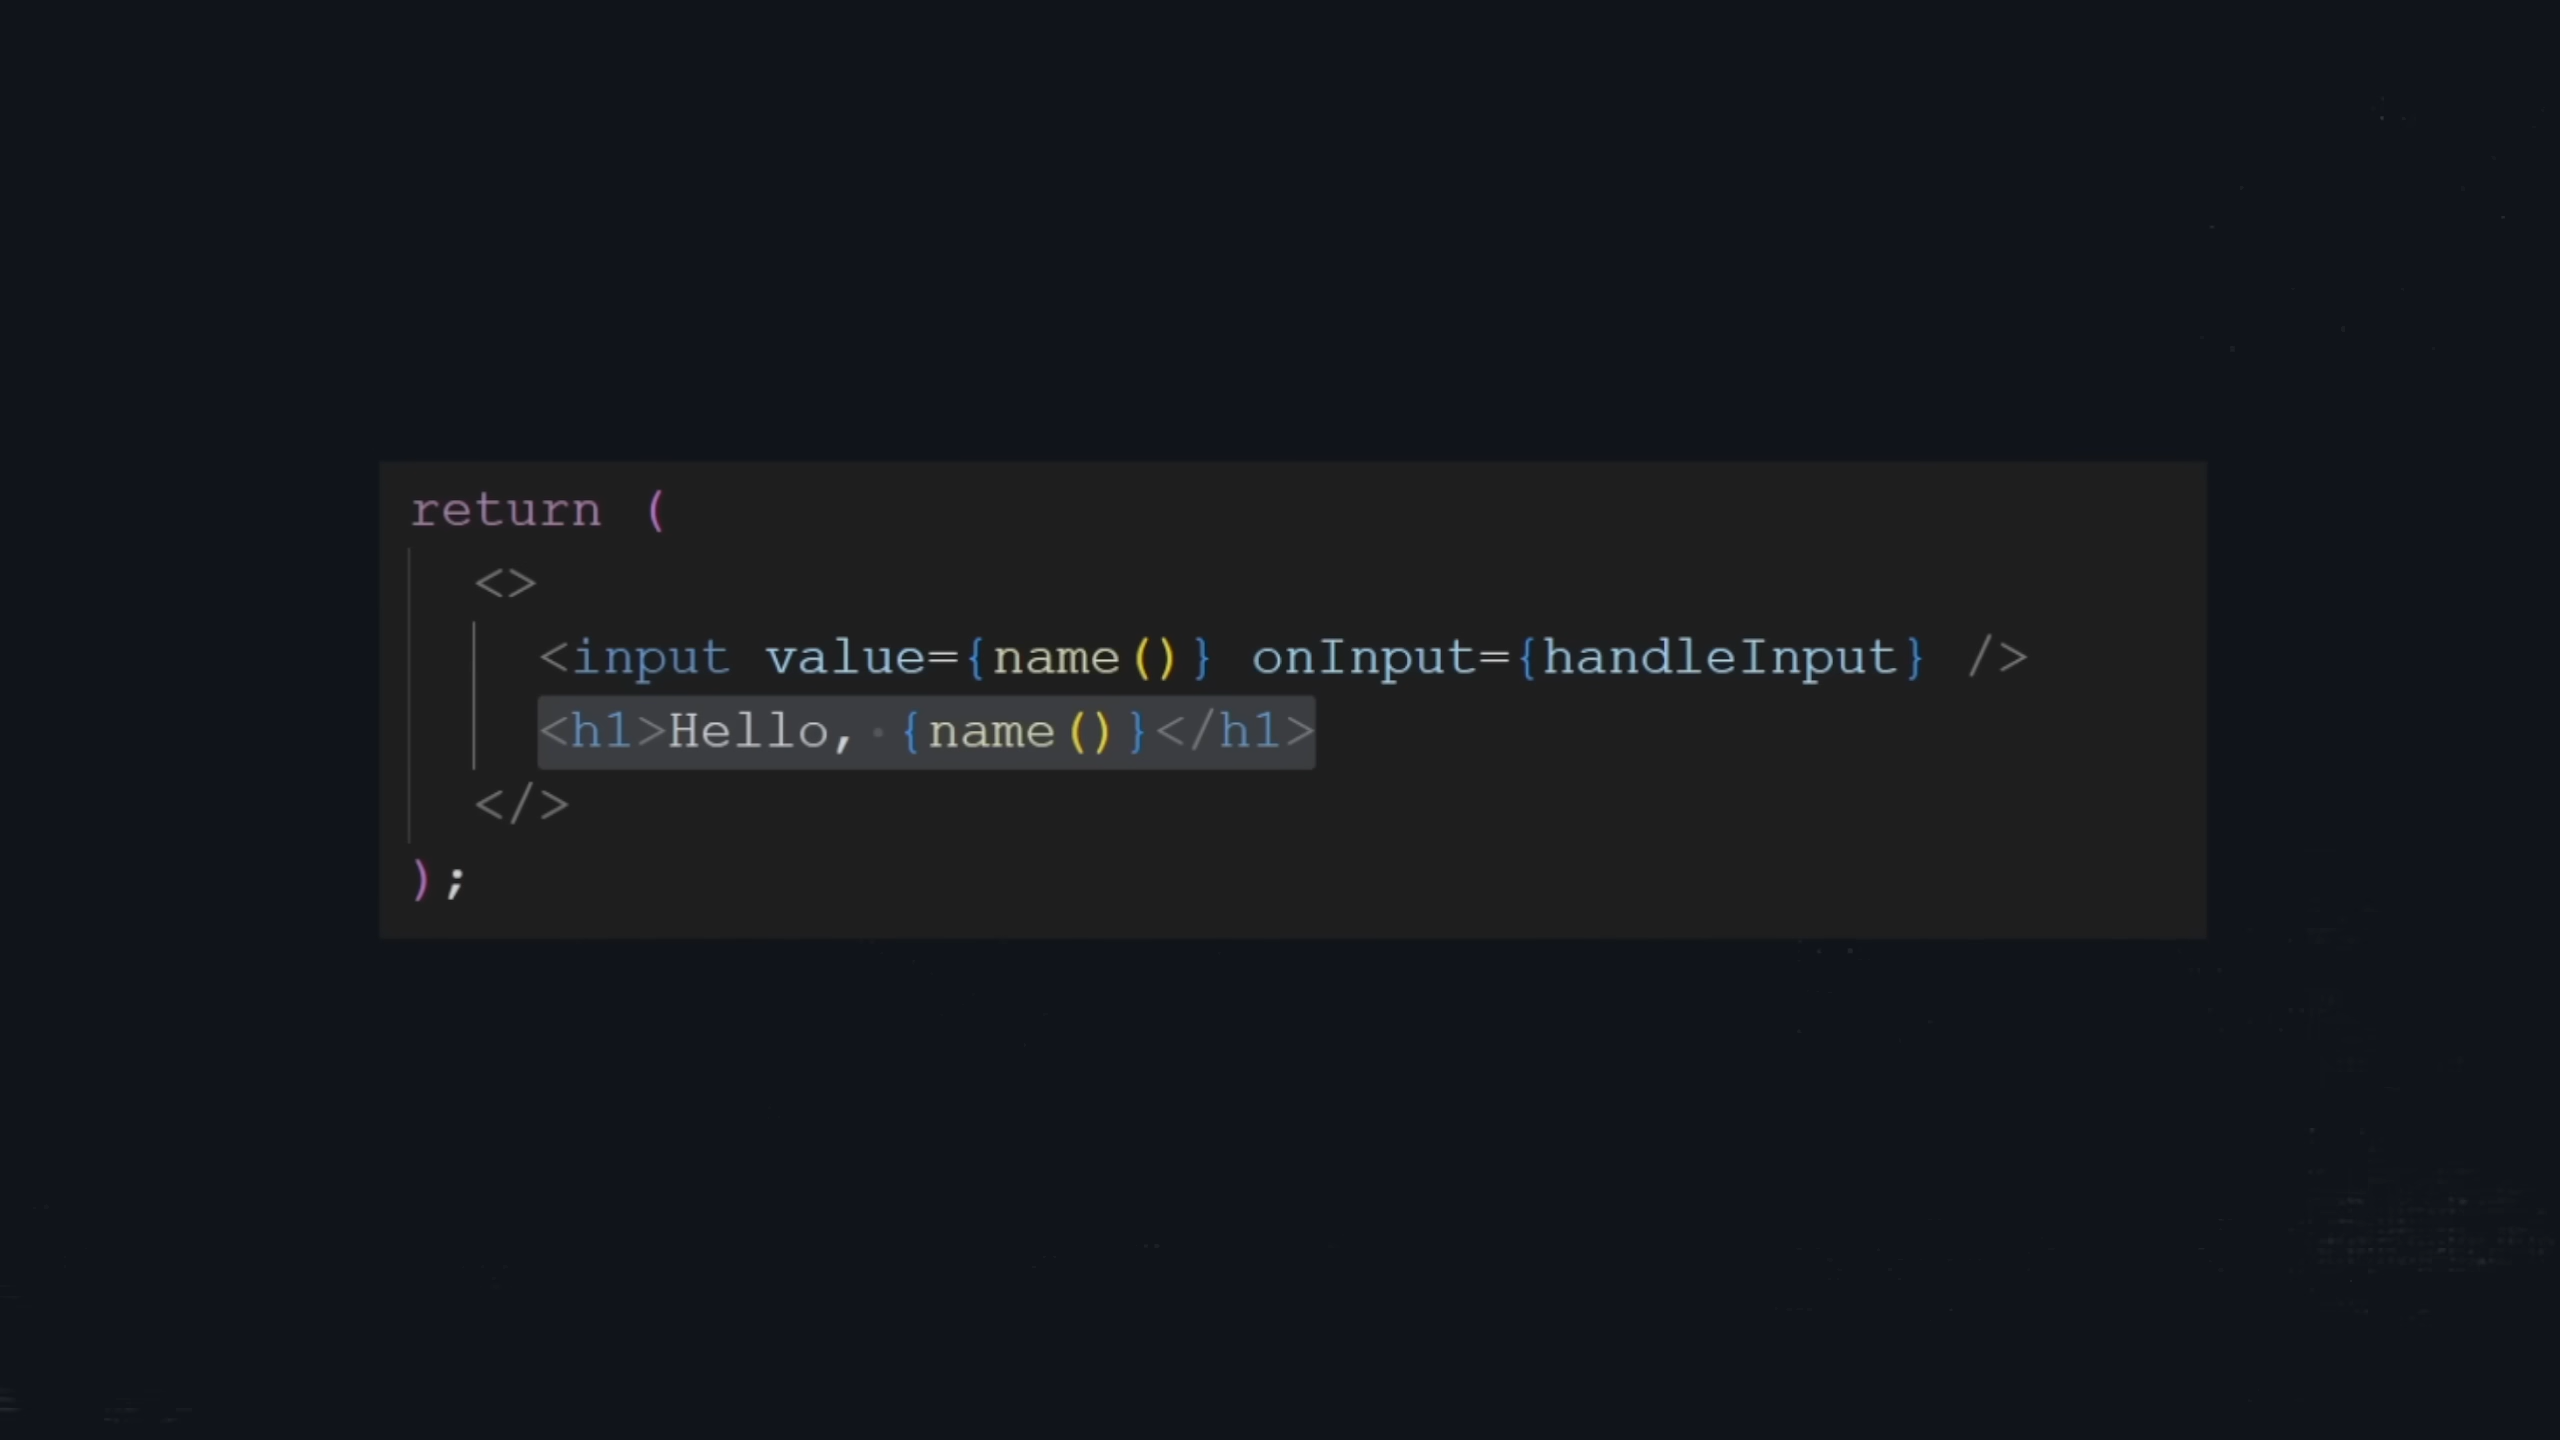 return (
<>
<input value={name()} onInput={handleInput} />
<h1>Hello, {name()}</h1>
</>
);